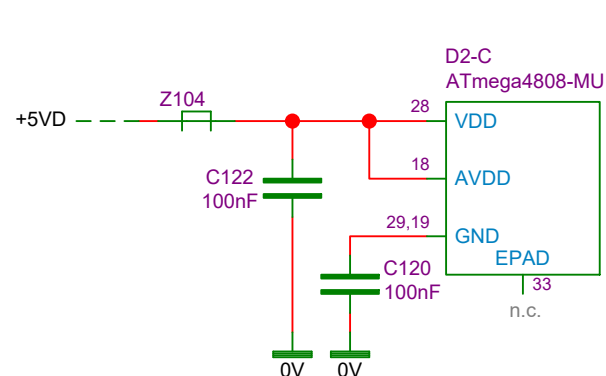 D2-C
ATmega4808-MU
Z104
28
+5VD
VDD
18
AVDD
C122
100nF
29,19
GND
EPAD
C120
100nF
33
n.c.
0V
0V